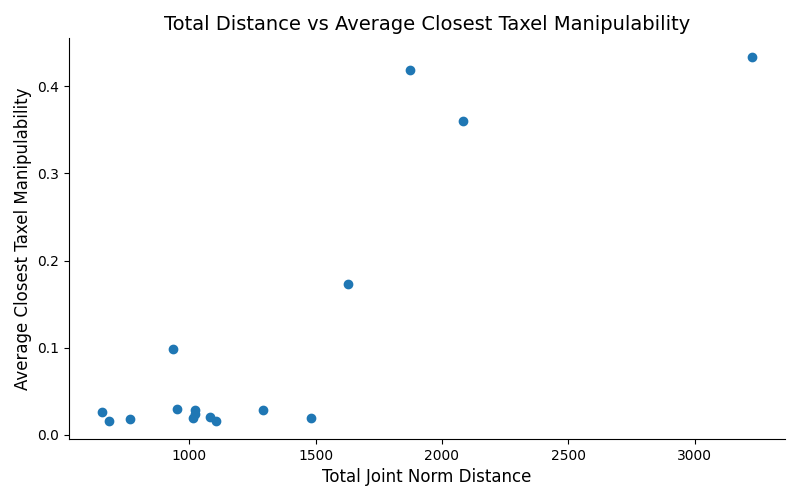 Total Distance vs Average Closest Taxel Manipulability
Average Closest Taxel Manipulability
0.4
0.3
0.2
0.1
0.0
1000 1500 2000 2500 3000
Total Joint Norm Distance